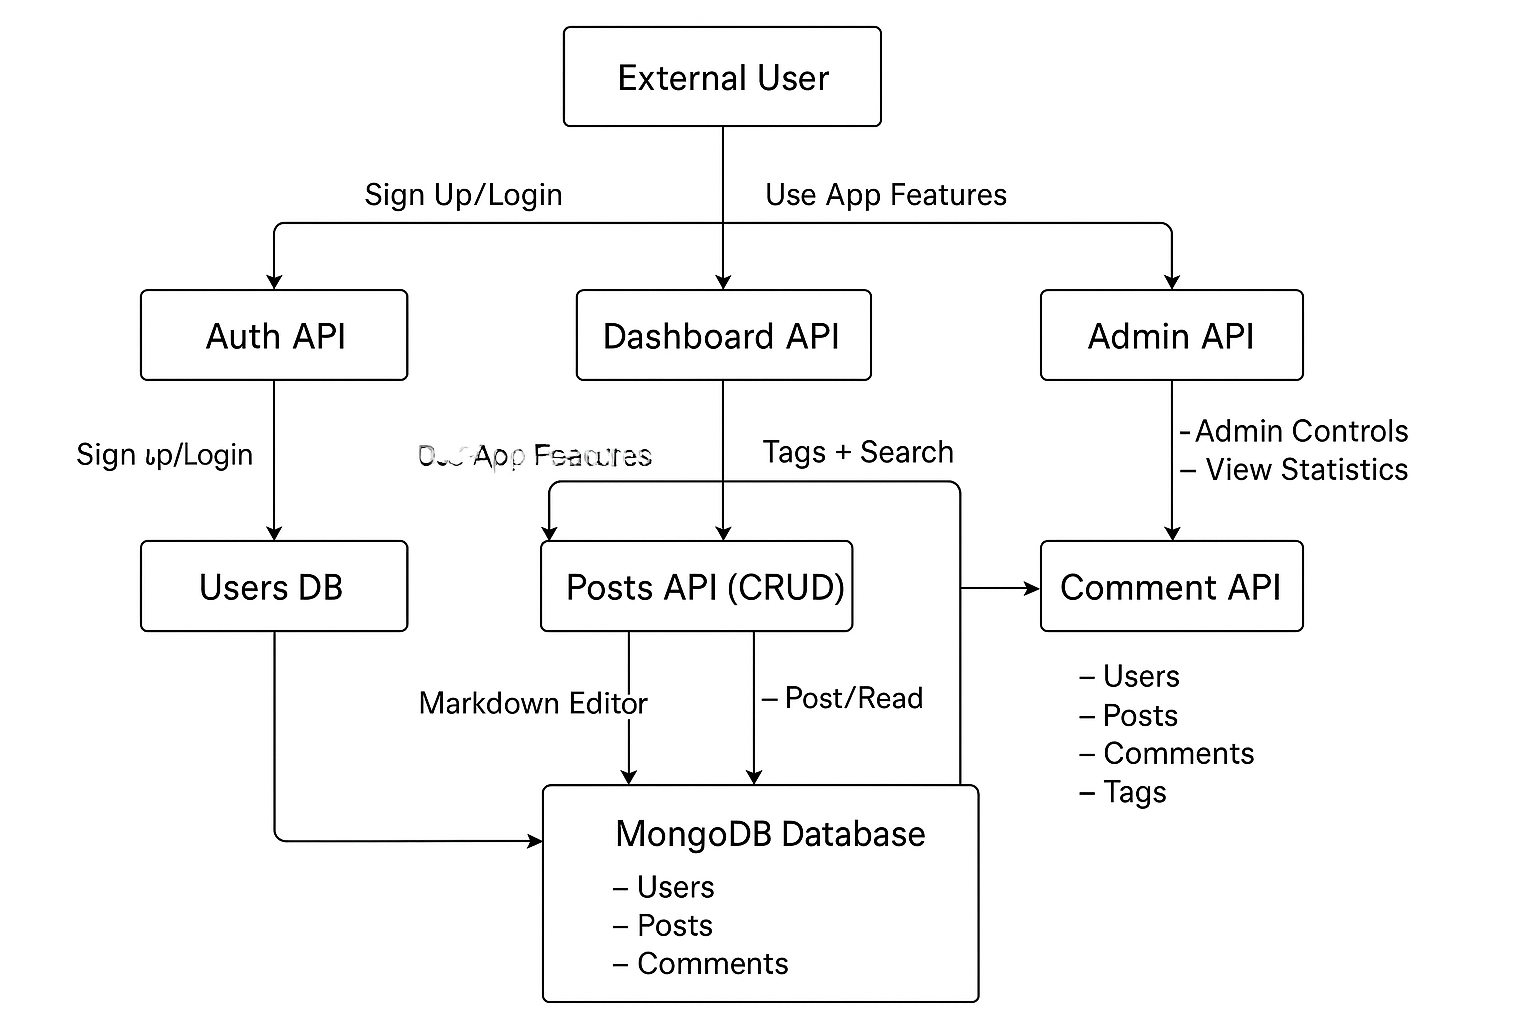 External User
Sign Up/Login
Use App Features
Auth API
Dashboard API
Admin API
Sign up/Login
App Features
Tags + Search
-Admin Controls
– View Statistics
Users DB
Posts API (CRUD)
Comment API
Markdown Editor
– Post/Read
– Users
– Posts
– Comments
– Tags
MongoDB Database
– Users
– Posts
– Comments